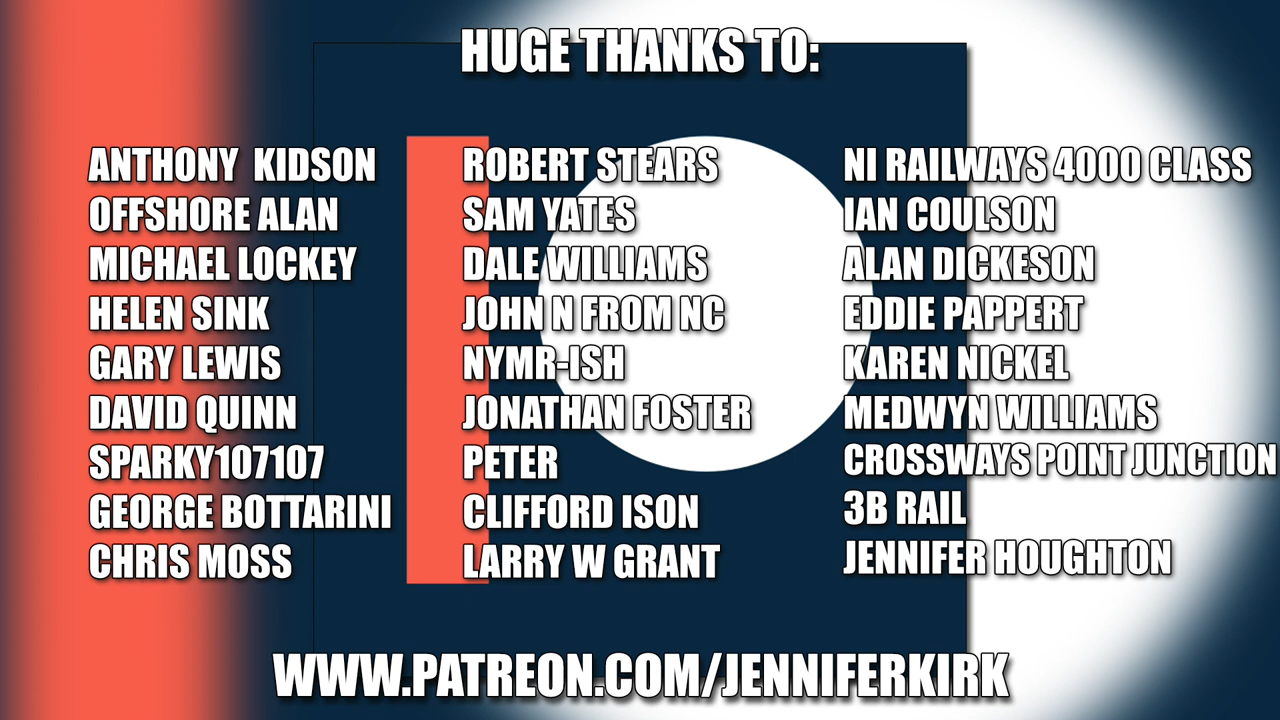 HUGE THANKS TO:
ANTHONY KIDSON
OFFSHORE ALAN
MICHAEL LOCKEY
HELEN SINK
GARY LEWIS
DAVID QUINN
SPARKY107107
GEORGE BOTTARINI
CHRIS MOSS
ROBERT STEARS
SAM YATES
DALE WILLIAMS
JOHN N FROM NC
NYMR-ISH
JONATHAN FOSTER
PETER
CLIFFORD ISON
LARRY W GRANT
NI RAILWAYS 4000 CLASS
IAN COULSON
ALAN DICKESON
EDDIE PAPPERT
KAREN NICKEL
MEDWYN WILLIAMS
CROSSWAYS POINT JUNCTION
3B RAIL
JENNIFER HOUGHTON
WWW.PATREON.COM/JENNIFERKIRK